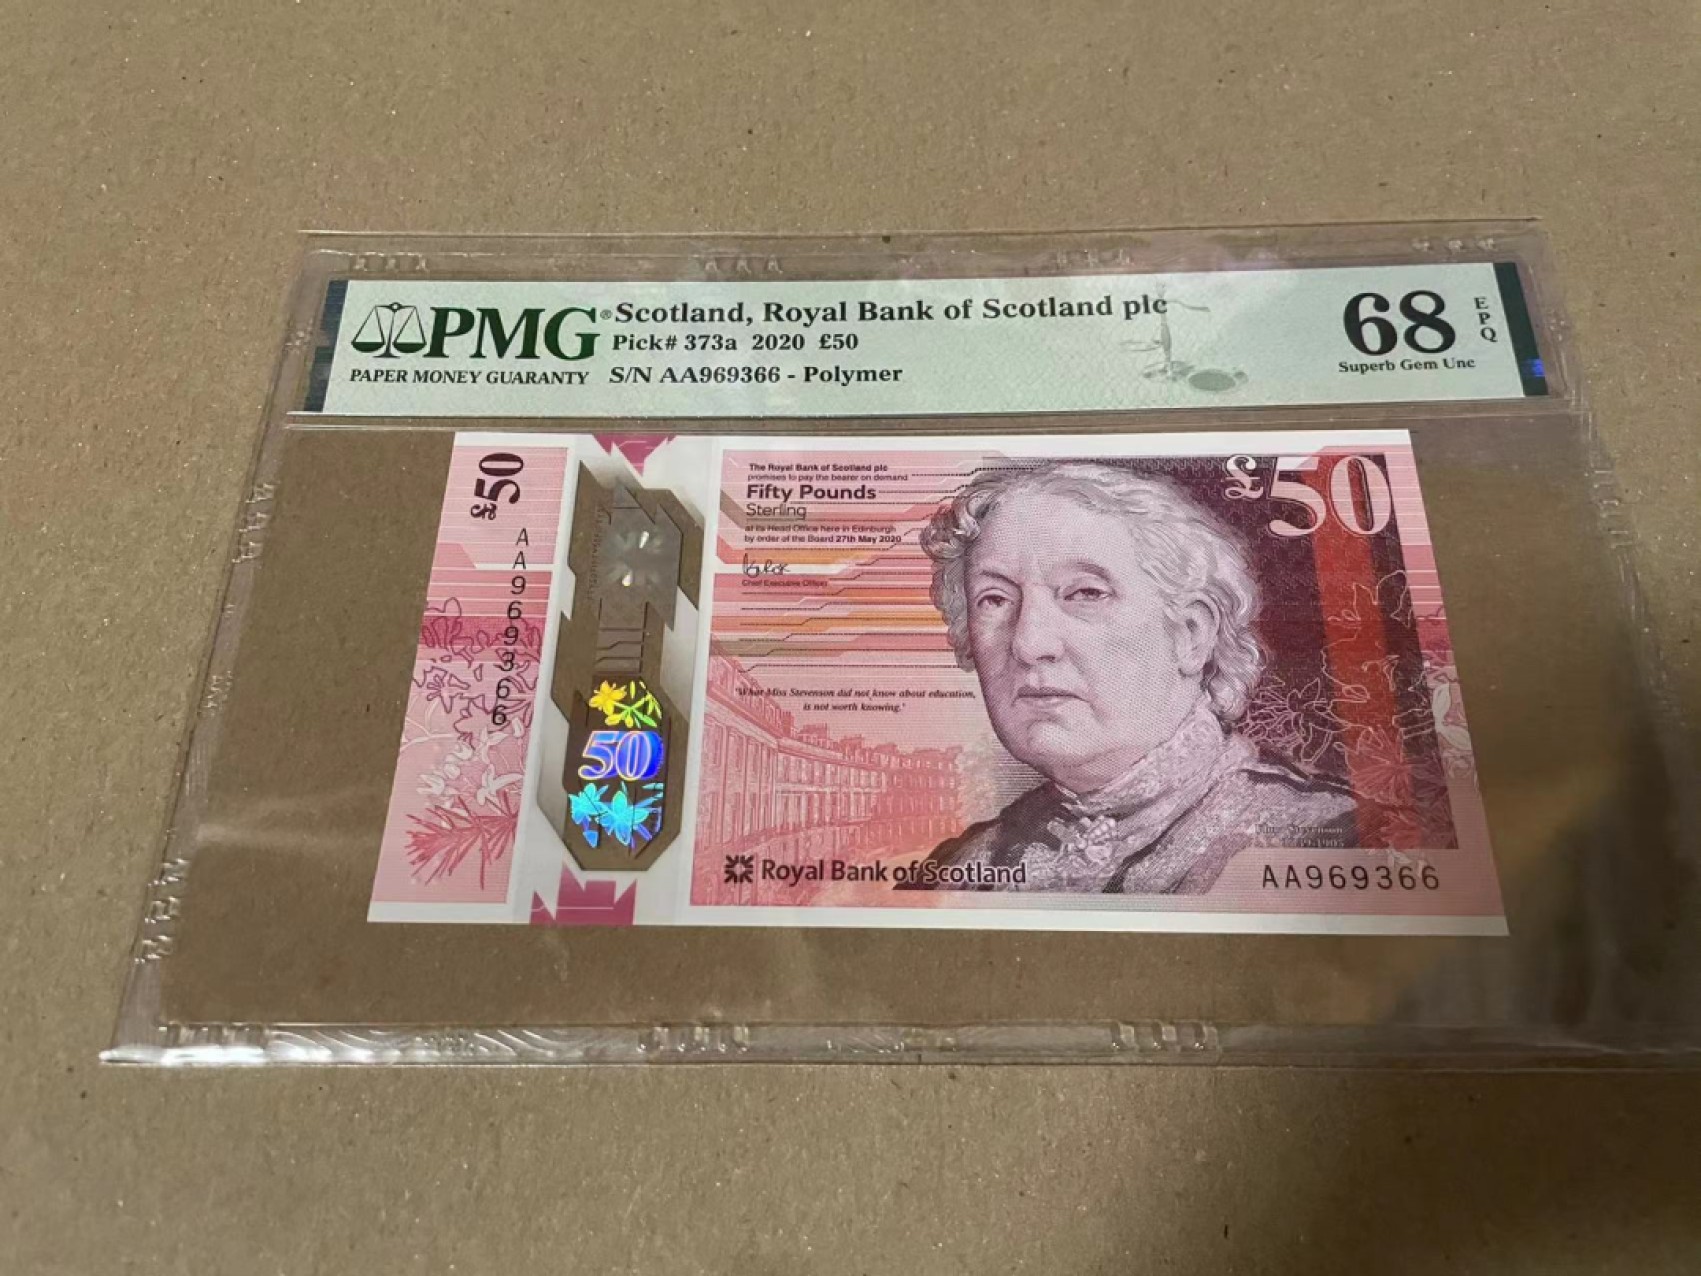 PMG®
PAPER MONEY GUARANTY
Scotland, Royal Bank of Scotland plc
Pick# 373a 2020 £50
S/N AA969366 - Polymer
68
EPQ
Superb Gem Unc
£50
AA969366
50
The Royal Bank of Scotland plc
promises to pay the bearer on demand
Fifty Pounds
Sterling
at its Head Office here in Edinburgh
by order of the Board 27th May 2020
Chief Executive Officer
"What Miss Stevenson did not know about education,
is not worth knowing."
£50
Royal Bank of Scotland
Flora Stevenson
AA969366